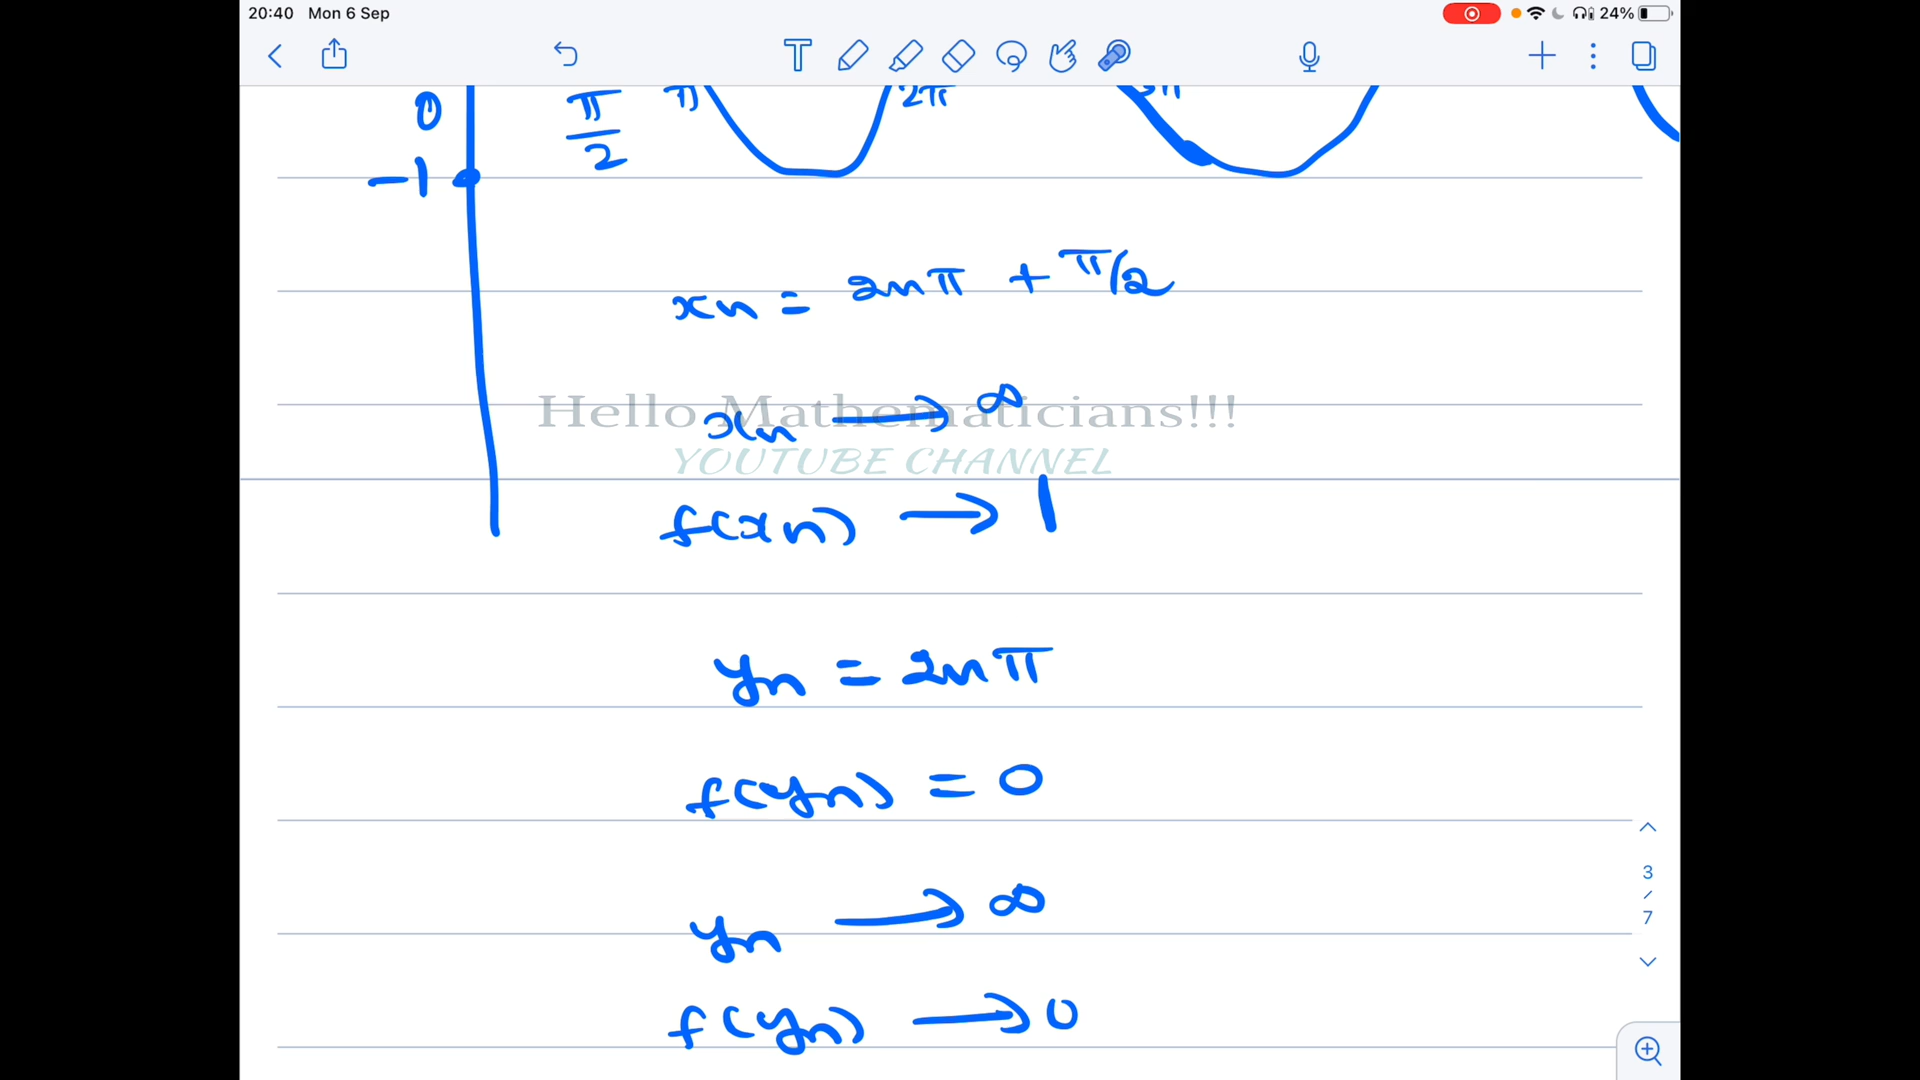 20:40 Mon 6 Sep 24%
T
0 π/2 π 2π 3π
-1
xn = 2nπ + π/2
Hello Mathematicians!!!
xn → ∞
YOUTUBE CHANNEL
f(xn) → 1
yn = 2nπ
f(yn) = 0
3
/
7
yn → ∞
f(yn) → 0